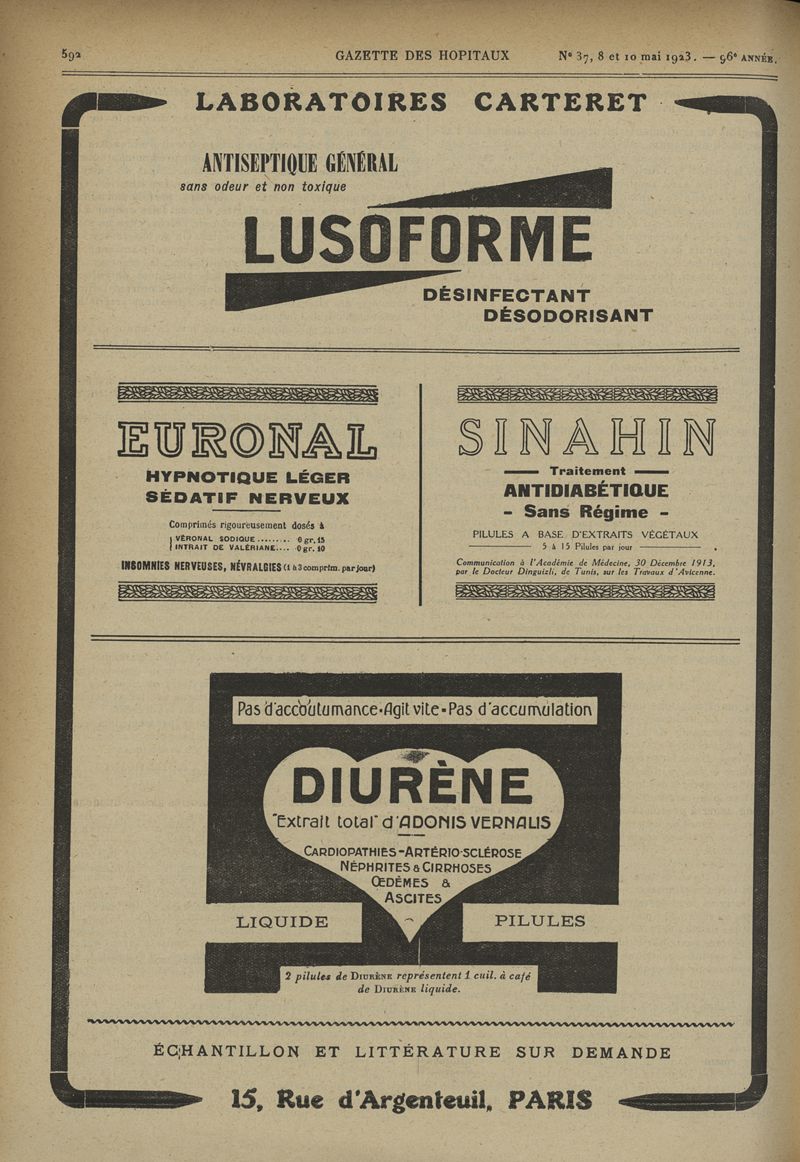 592
GAZETTE DES HOPITAUX
N° 37, 8 et 10 mai 1923. — 96e ANNÉE.
LABORATOIRES CARTERET
ANTISEPTIQUE GÉNÉRAL
sans odeur et non toxique
LUSOFORME
DÉSINFECTANT
DÉSODORISANT
EURONAL
HYPNOTIQUE LÉGER
SÉDATIF NERVEUX
Comprimés rigoureusement dosés à
VÉRONAL SODIQUE......... 0 gr. 15
INTRAIT DE VALÉRIANE.... 0 gr. 10
INSOMNIES NERVEUSES, NÉVRALGIES (1 à 3 comprim. par jour)
SINAHIN
Traitement
ANTIDIABÉTIQUE
- Sans Régime -
PILULES A BASE D'EXTRAITS VÉGÉTAUX
5 à 15 Pilules par jour
Communication à l'Académie de Médecine, 30 Décembre 1913,
par le Docteur Dinguizli, de Tunis, sur les Travaux d'Avicenne.
Pas d'accoutumance·Agit vite·Pas d'accumulation
DIURÈNE
"Extrait total" d'ADONIS VERNALIS
CARDIOPATHIES-ARTÉRIO-SCLÉROSE
NÉPHRITES & CIRRHOSES
ŒDÈMES &
ASCITES
LIQUIDE
PILULES
2 pilules de DIURÈNE représentent 1 cuil. à café
de DIURÈNE liquide.
ÉCHANTILLON ET LITTÉRATURE SUR DEMANDE
15, Rue d'Argenteuil, PARIS